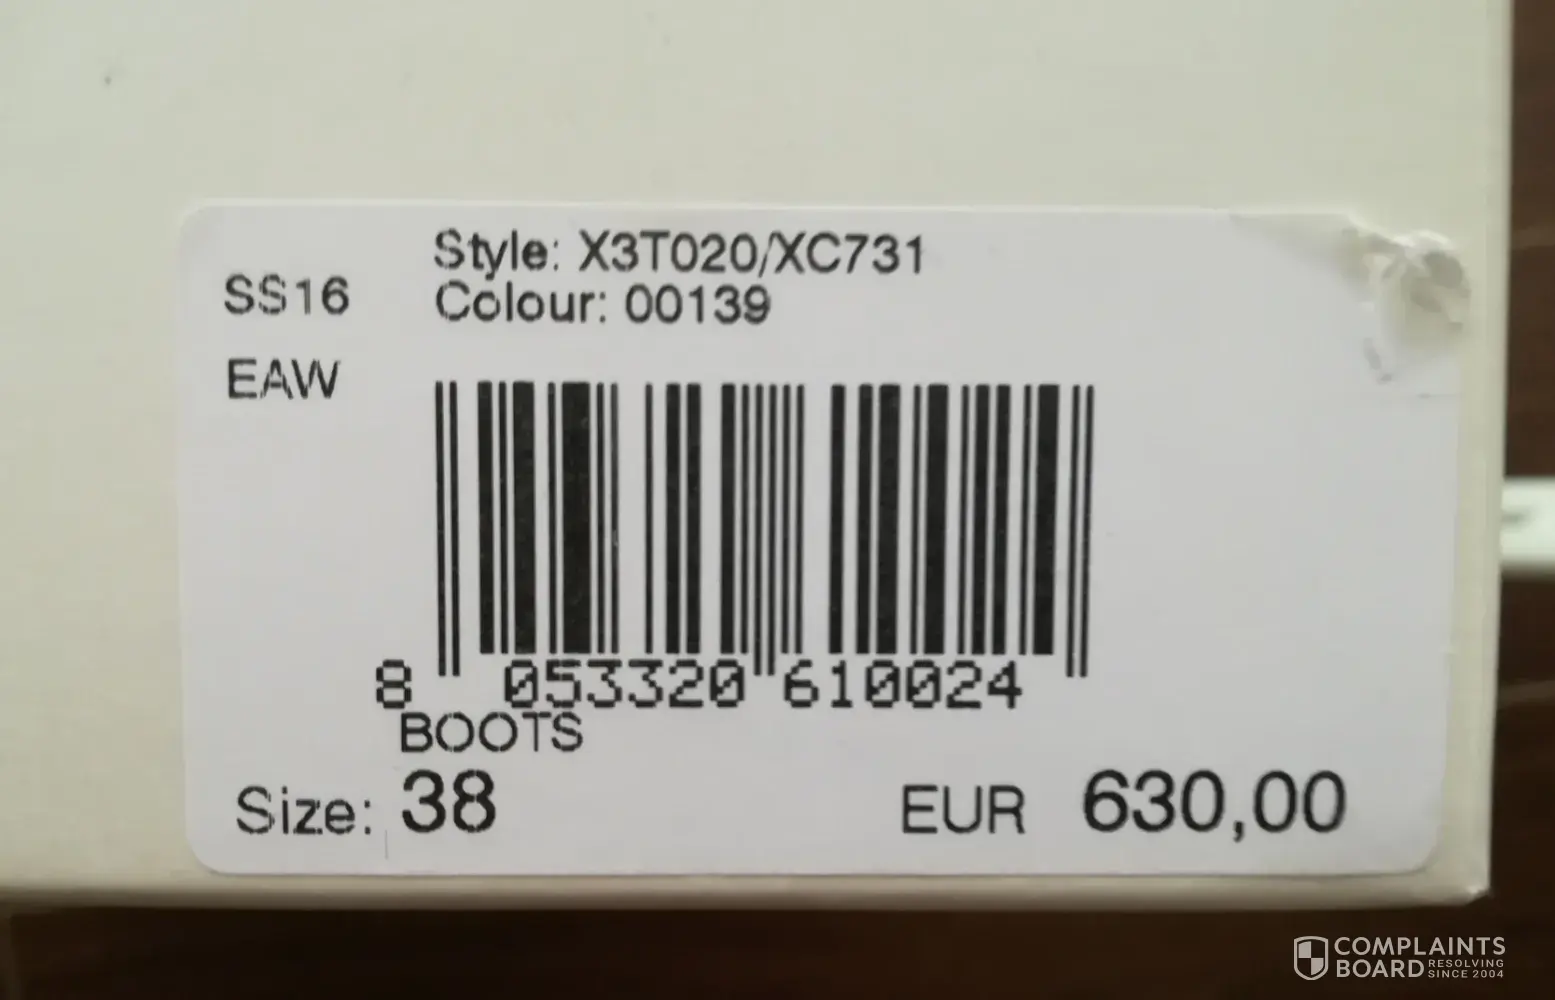 Style: X3T020/XC731
SS16
Colour: 00139
EAW
8 053320 610024
BOOTS
Size: 38
EUR 630,00
COMPLAINTS
BOARD RESOLVING
SINCE 2004